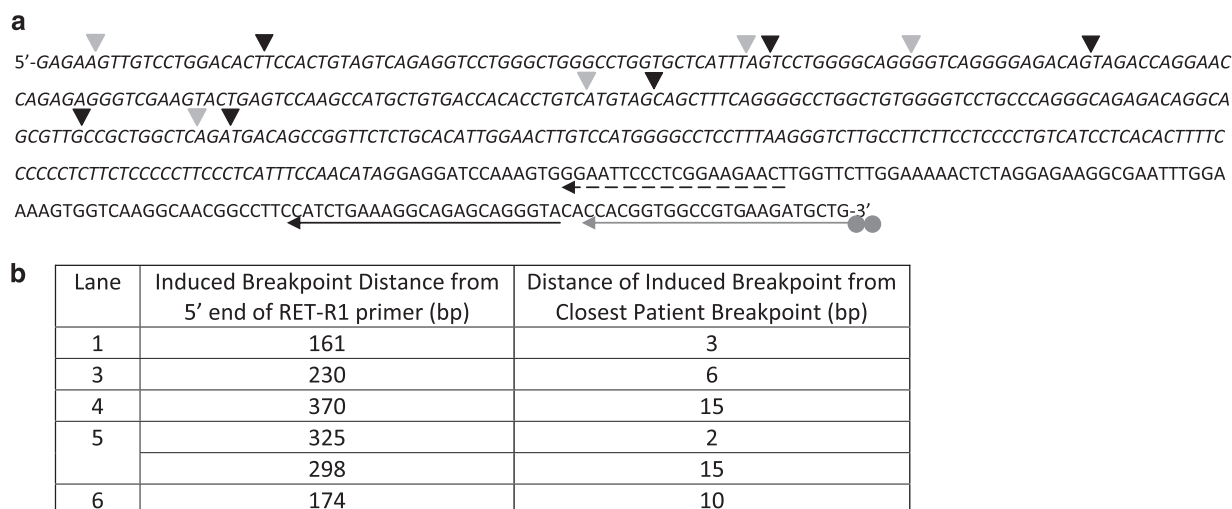 a
5'-GAGAAGTTGTCCTGGACACTTCCACTGTAGTCAGAGGTCCTGGGCTGGGCCTGGTGCTCATTTAGTCCTGGGGCAGGGGTCAGGGGAGACAGTAGACCAGGAAC
CAGAGAGGGTCGAAGTACTGAGTCCAAGCCATGCTGTGACCACACCTGTCATGTAGCAGCTTTCAGGGGCCTGGCTGTGGGGTCCTGCCCAGGGCAGAGACAGGCA
GCGTTGCCGCTGGCTCAGATGACAGCCGGTTCTCTGCACATTGGAACTTGTCCATGGGGCCTCCTTTAAGGGTCTTGCCTTCTTCCTCCCCTGTCATCCTCACACTTTTC
CCCCCTCTTCTCCCCCTTCCCTCATTTCCAACATAGGAGGATCCAAAGTGGGAATTCCCTCGGAAGAACTTGGTTCTTGGAAAAACTCTAGGAGAAGGCGAATTTGGA
AAAGTGGTCAAGGCAACGGCCTTCCATCTGAAAGGCAGAGCAGGGTACACCACGGTGGCCGTGAAGATGCTG-3'
b
Lane Induced Breakpoint Distance from 5' end of RET-R1 primer (bp) Distance of Induced Breakpoint from Closest Patient Breakpoint (bp)
1 161 3
3 230 6
4 370 15
5 325 2
298 15
6 174 10